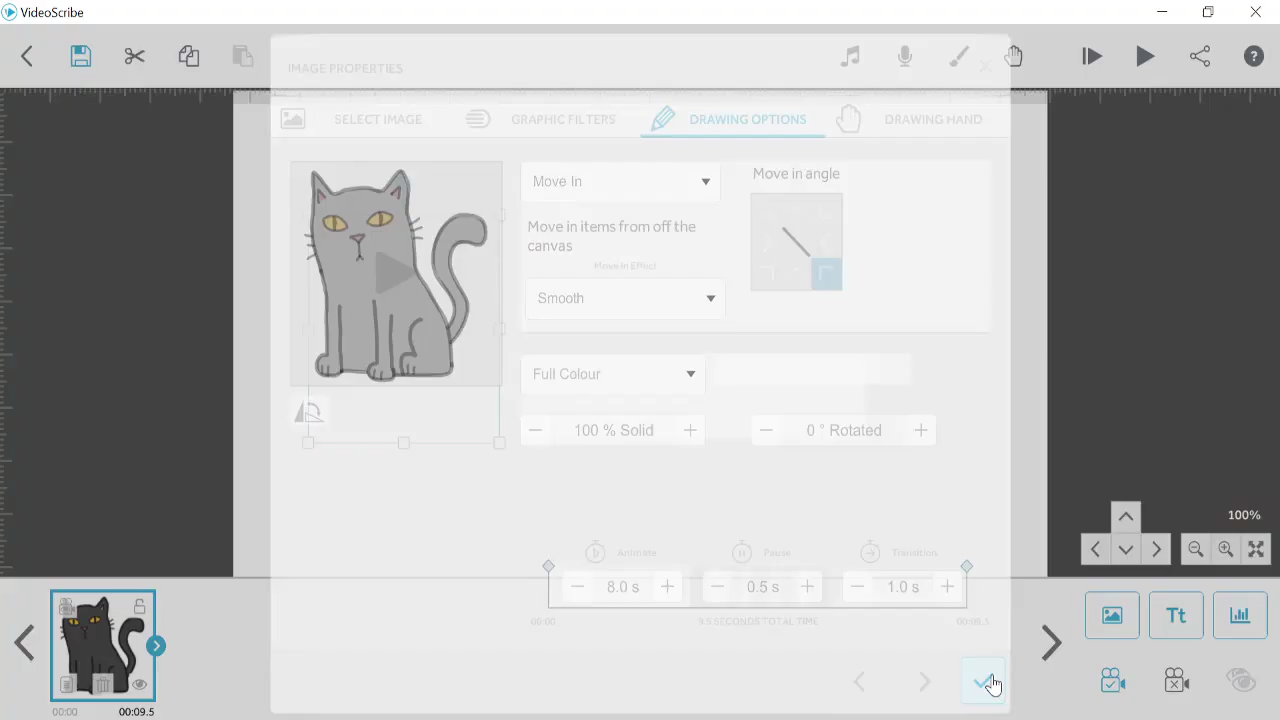 VideoScribe
IMAGE PROPERTIES
SELECT IMAGE
GRAPHIC FILTERS
DRAWING OPTIONS
DRAWING HAND
Move In
Move in angle
Move in items from off the
canvas
Move in Effect
Smooth
Full Colour
100 % Solid
0 ° Rotated
100%
Animate
Pause
Transition
8.0 s
0.5 s
1.0 s
00:00
9.5 SECONDS TOTAL TIME
00:09.5
Tt
00:00
00:09.5